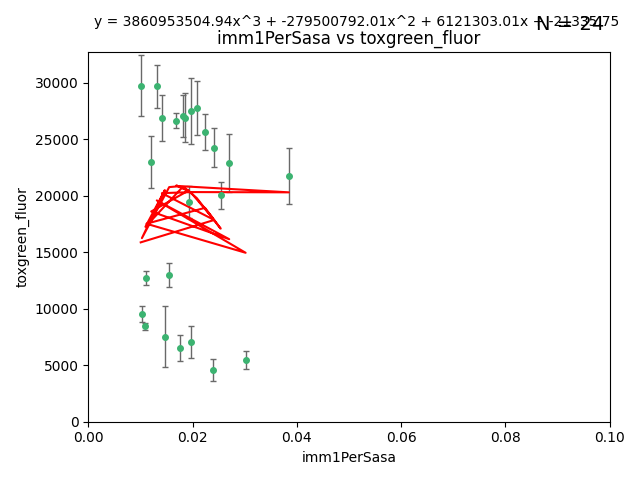 y = 3860953504.94x^3 + -279500792.01x^2 + 6121303.01x +
N = 24
imm1PerSasa vs toxgreen_fluor
30000
25000
20000
15000
10000
5000
0
toxgreen_fluor
0.00 0.02 0.04 0.06 0.08 0.10
imm1PerSasa